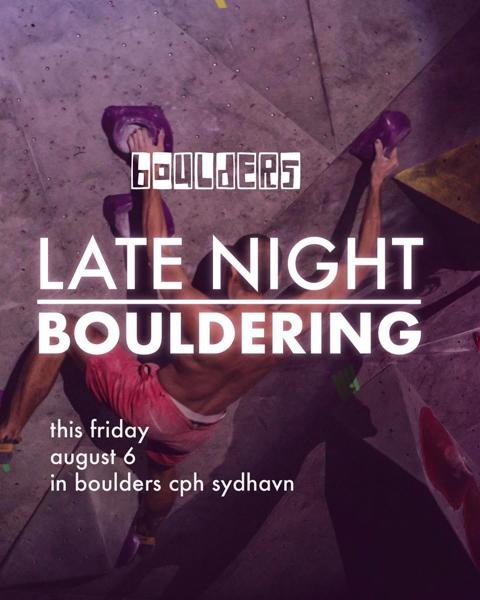 boulders
LATE NIGHT
BOULDERING
this friday
august 6
in boulders cph sydhavn